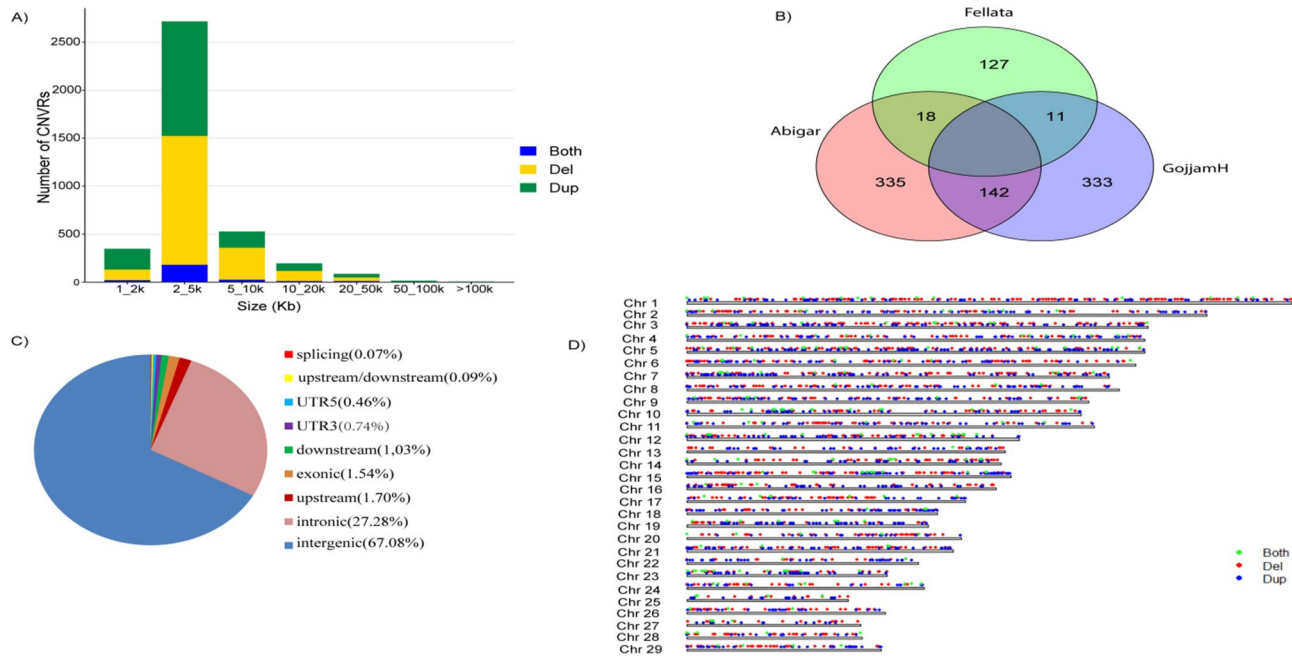 A)
Number of CNVRs
2500
2000
1500
1000
500
0
1_2k 2_5k 5_10k 10_20k 20_50k 50_100k >100k
Size (Kb)
Both
Del
Dup
B)
Fellata
Abigar
GojjamH
127
18
11
335
142
333
C)
splicing(0.07%)
upstream/downstream(0.09%)
UTR5(0.46%)
UTR3(0.74%)
downstream(1,03%)
exonic(1.54%)
upstream(1.70%)
intronic(27.28%)
intergenic(67.08%)
D)
Chr 1
Chr 2
Chr 3
Chr 4
Chr 5
Chr 6
Chr 7
Chr 8
Chr 9
Chr 10
Chr 11
Chr 12
Chr 13
Chr 14
Chr 15
Chr 16
Chr 17
Chr 18
Chr 19
Chr 20
Chr 21
Chr 22
Chr 23
Chr 24
Chr 25
Chr 26
Chr 27
Chr 28
Chr 29
Both
Del
Dup